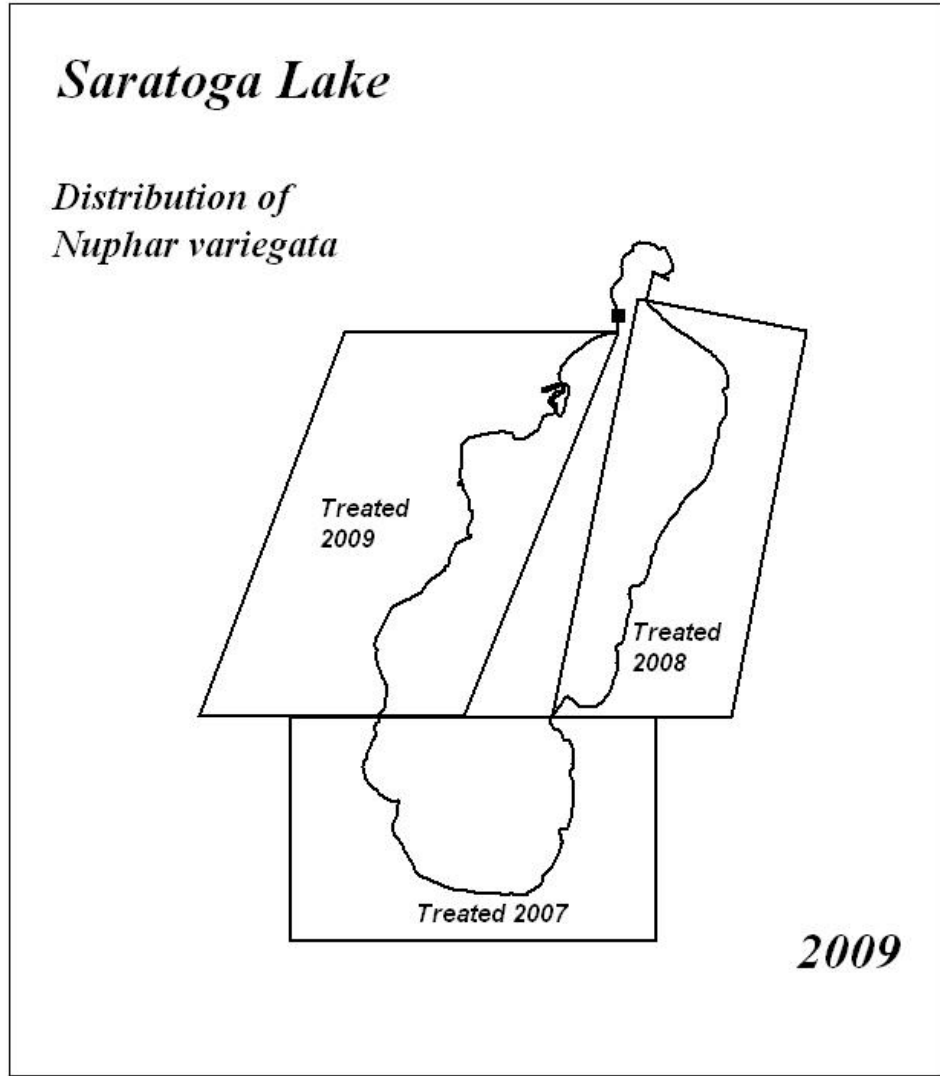 Saratoga Lake
Distribution of
Nuphar variegata
Treated
2009
Treated
2008
Treated 2007
2009